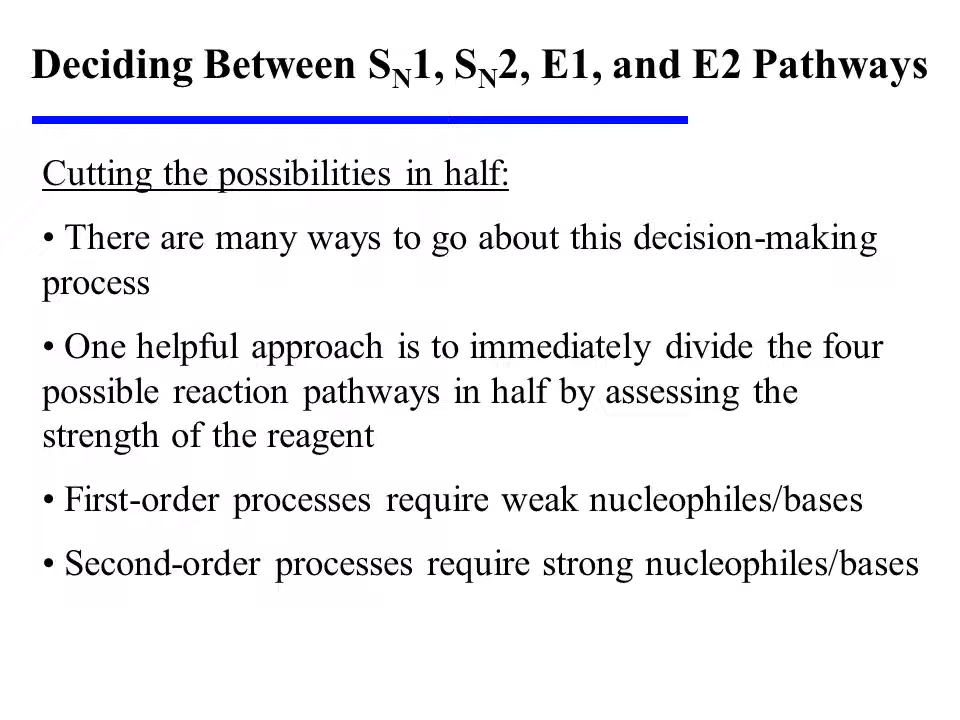 Deciding Between SN1, SN2, E1, and E2 Pathways
Cutting the possibilities in half:
• There are many ways to go about this decision-making
process
• One helpful approach is to immediately divide the four
possible reaction pathways in half by assessing the
strength of the reagent
• First-order processes require weak nucleophiles/bases
• Second-order processes require strong nucleophiles/bases